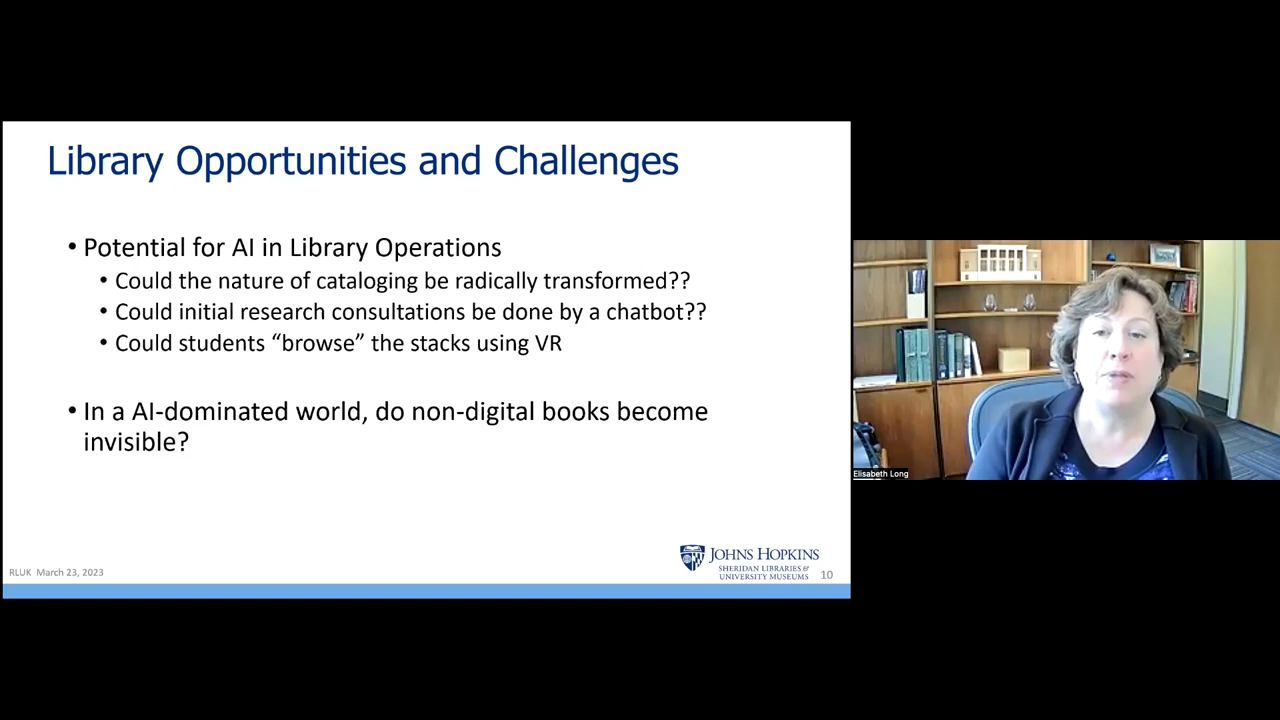 Library Opportunities and Challenges
• Potential for AI in Library Operations
• Could the nature of cataloging be radically transformed??
• Could initial research consultations be done by a chatbot??
• Could students “browse” the stacks using VR
• In a AI-dominated world, do non-digital books become
invisible?
RLUK March 23, 2023
JOHNS HOPKINS
SHERIDAN LIBRARIES &
UNIVERSITY MUSEUMS
10
Elisabeth Long